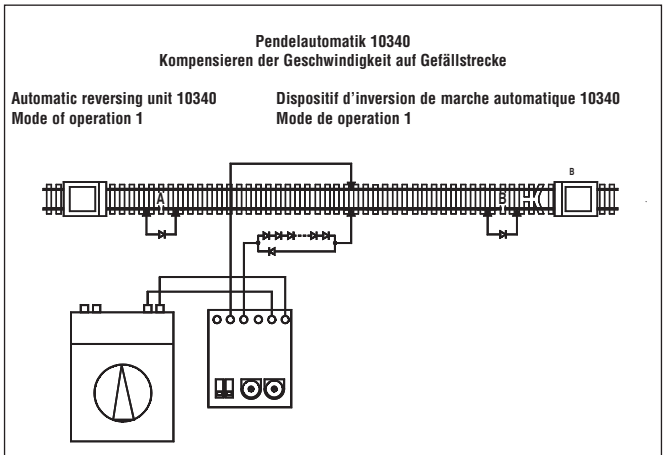 Pendelautomatik 10340
Kompensieren der Geschwindigkeit auf Gefällstrecke
Automatic reversing unit 10340
Mode of operation 1
Dispositif d’inversion de marche automatique 10340
Mode de operation 1
B
A
B